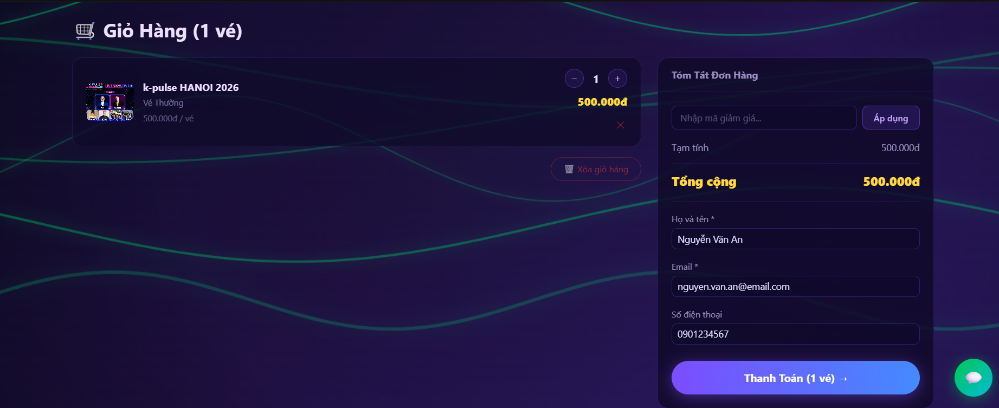 Giỏ Hàng (1 vé)
k-pulse HANOI 2026
Vé Thường
500.000đ / vé
− 1 +
500.000đ
Xóa giỏ hàng
Tóm Tắt Đơn Hàng
Nhập mã giảm giá...
Áp dụng
Tạm tính 500.000đ
Tổng cộng 500.000đ
Họ và tên *
Nguyễn Văn An
Email *
nguyen.van.an@email.com
Số điện thoại
0901234567
Thanh Toán (1 vé) →